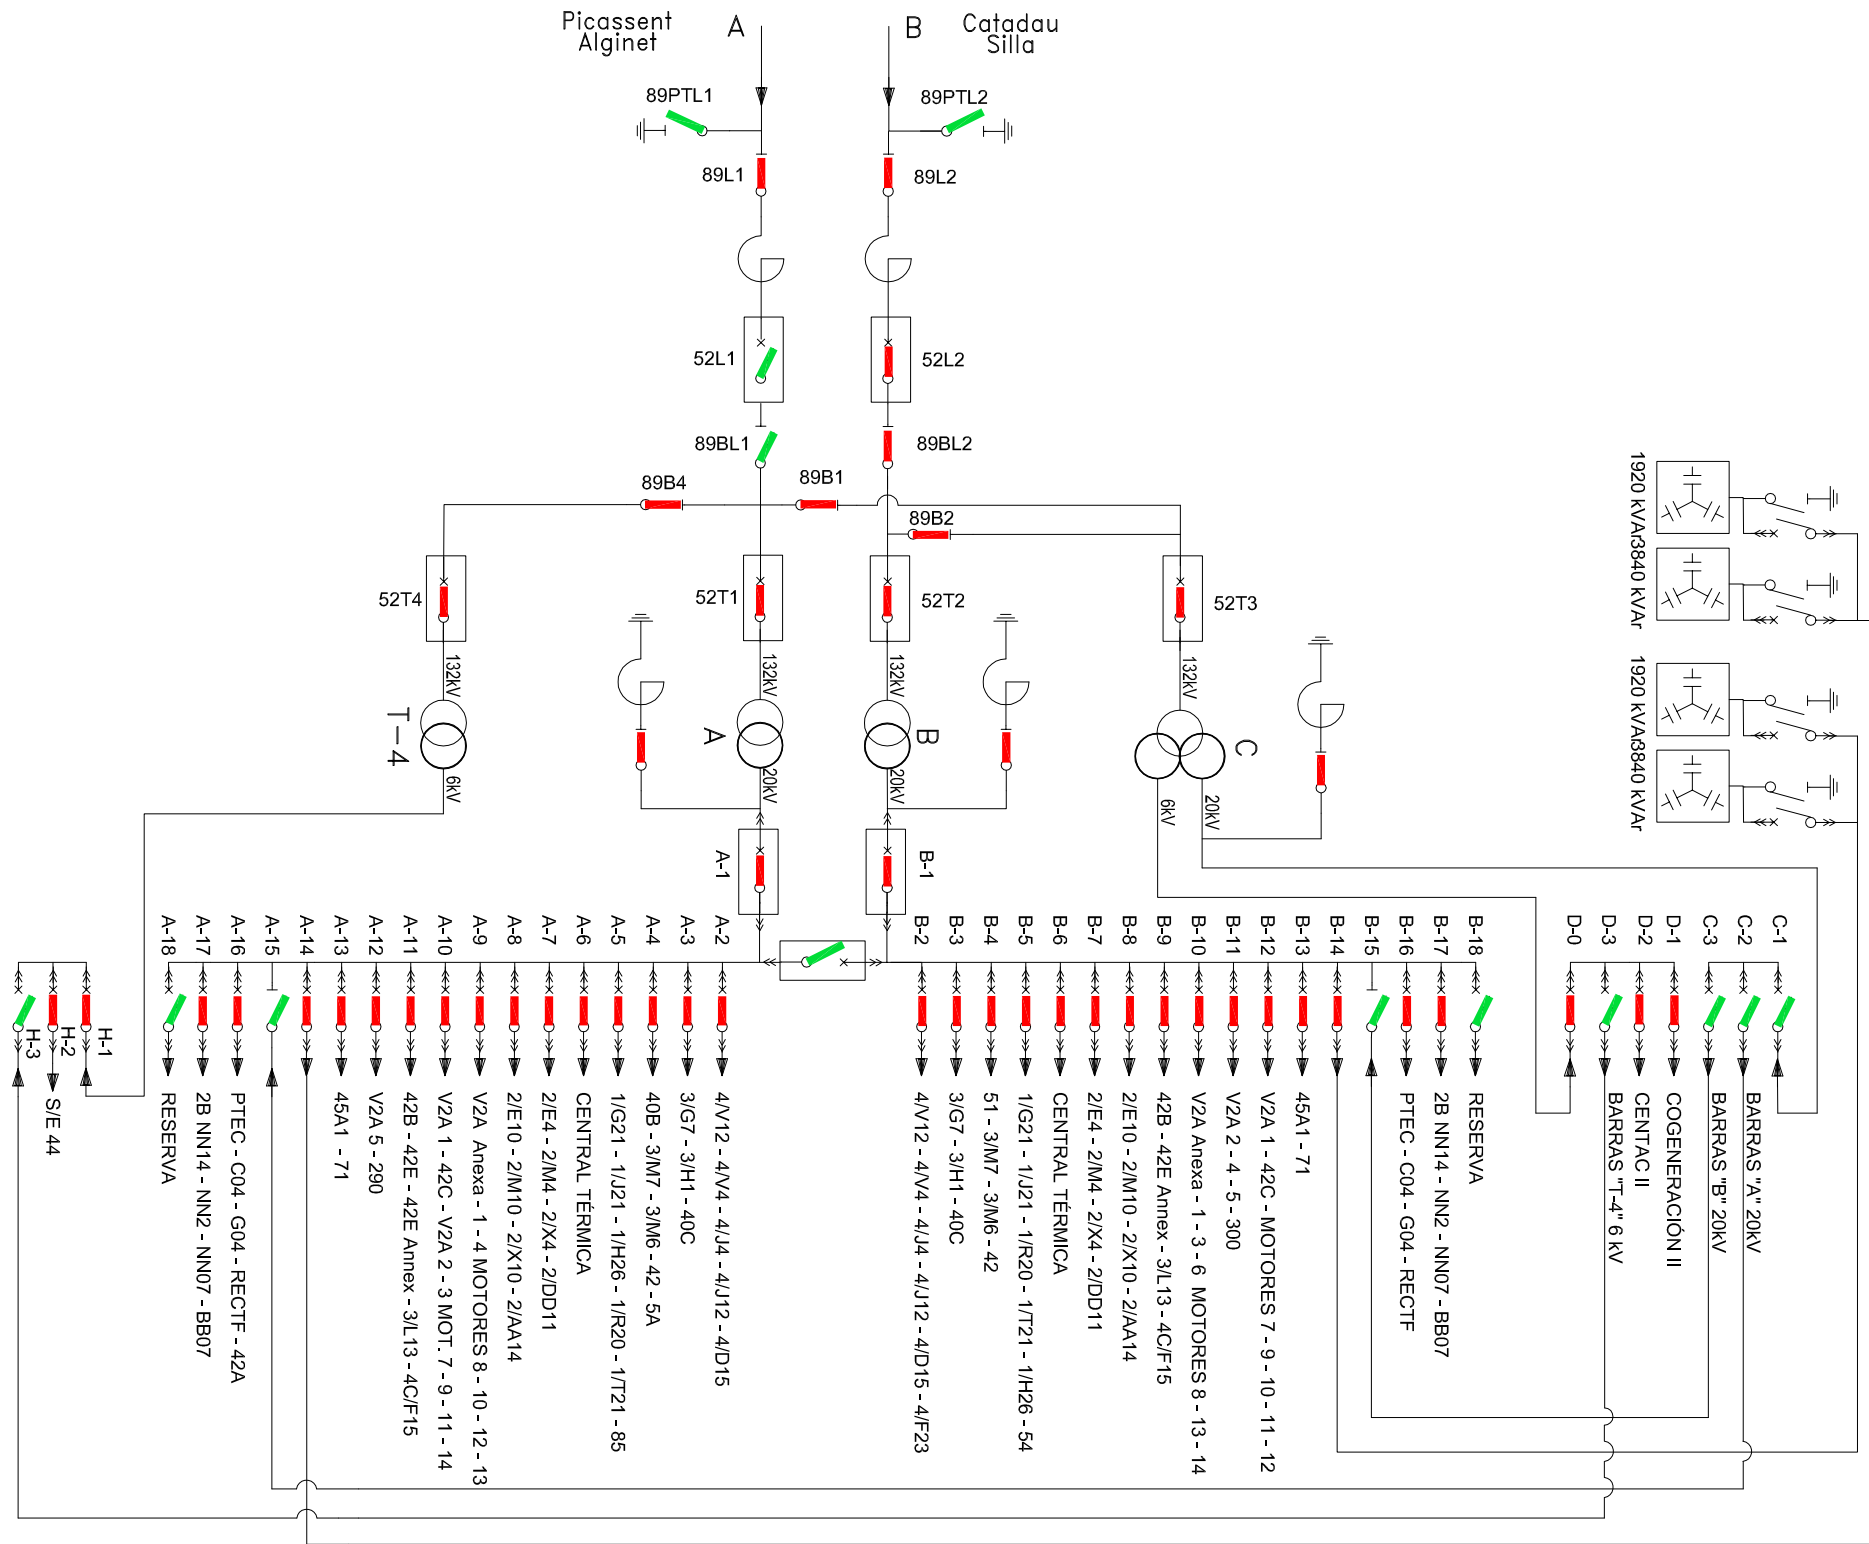 Picassent
Alginet
A
B
Catadau
Silla
89PTL1
89PTL2
89L1
89L2
52L1
52L2
89BL1
89BL2
89B4
89B1
89B2
52T4
52T1
52T2
52T3
1920 kVAr
3840 kVAr
1920 kVAr
3840 kVAr
132kV
132kV
132kV
T-4
A
B
C
6kV
20kV
20kV
6kV
20kV
A-1
B-1
A-18
A-17
A-16
A-15
A-14
A-13
A-12
A-11
A-10
A-9
A-8
A-7
A-6
A-5
A-4
A-3
A-2
B-2
B-3
B-4
B-5
B-6
B-7
B-8
B-9
B-10
B-11
B-12
B-13
B-14
B-15
B-16
B-17
B-18
D-0
D-3
D-2
D-1
C-3
C-2
C-1
H-3
H-2
H-1
S/E 44
RESERVA
2B NN14 - NN2 - NN07 - BB07
PTEC - C04 - G04 - RECTF - 42A
45A1 - 71
V2A 5 - 290
42B - 42E - 42E Annex - 3/L13 - 4C/F15
V2A 1 - 42C - V2A 2 - 3 MOT. 7 - 9 - 11 - 14
V2A Anexa - 1 - 4 MOTORES 8 - 10 - 12 - 13
2/E10 - 2/M10 - 2/X10 - 2/AA14
2/E4 - 2/M4 - 2/X4 - 2/DD11
CENTRAL TÉRMICA
1/G21 - 1/J21 - 1/H26 - 1/R20 - 1/T21 - 85
40B - 3/M7 - 3/M6 - 42 - 5A
3/G7 - 3/H1 - 40C
4/V12 - 4/V4 - 4/J4 - 4/J12 - 4/D15
4/V12 - 4/V4 - 4/J4 - 4/J12 - 4/D15 - 4/F23
3/G7 - 3/H1 - 40C
51 - 3/M7 - 3/M6 - 42
1/G21 - 1/J21 - 1/R20 - 1/T21 - 1/H26 - 54
CENTRAL TÉRMICA
2/E4 - 2/M4 - 2/X4 - 2/DD11
2/E10 - 2/M10 - 2/X10 - 2/AA14
42B - 42E Annex - 3/L13 - 4C/F15
V2A Anexa - 1 - 3 - 6 MOTORES 8 - 13 - 14
V2A 2 - 4 - 5 - 300
V2A 1 - 42C - MOTORES 7 - 9 - 10 - 11 - 12
45A1 - 71
PTEC - C04 - G04 - RECTF
2B NN14 - NN2 - NN07 - BB07
RESERVA
BARRAS "T-4" 6 kV
CENTAC II
COGENERACIÓN II
BARRAS "B" 20kV
BARRAS "A" 20kV